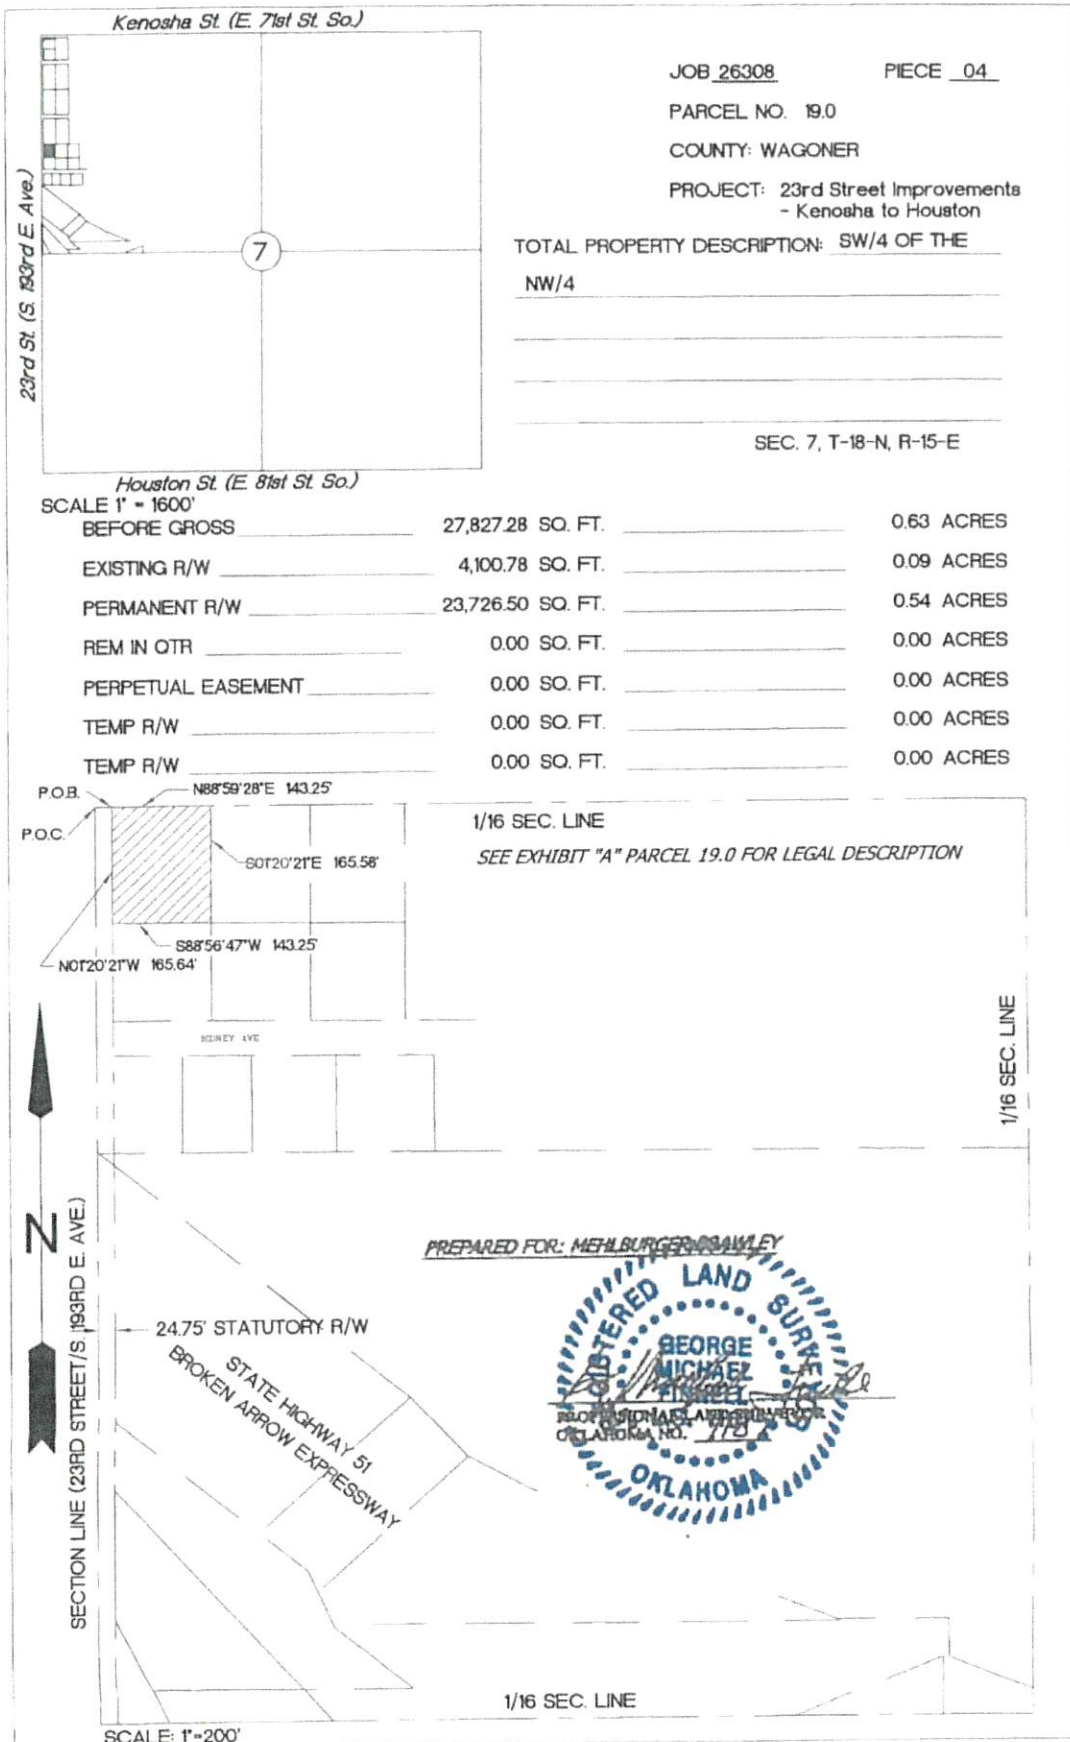 Kenosha St. (E. 71st St. So.)
23rd St. (S. 193rd E. Ave.)
7
Houston St. (E. 81st St. So.)
SCALE 1" = 1600'
JOB 26308 PIECE 04
PARCEL NO. 19.0
COUNTY: WAGONER
PROJECT: 23rd Street Improvements
- Kenosha to Houston
TOTAL PROPERTY DESCRIPTION: SW/4 OF THE
NW/4
SEC. 7, T-18-N, R-15-E
BEFORE GROSS 27,827.28 SQ. FT. 0.63 ACRES
EXISTING R/W 4,100.78 SQ. FT. 0.09 ACRES
PERMANENT R/W 23,726.50 SQ. FT. 0.54 ACRES
REM IN QTR 0.00 SQ. FT. 0.00 ACRES
PERPETUAL EASEMENT 0.00 SQ. FT. 0.00 ACRES
TEMP R/W 0.00 SQ. FT. 0.00 ACRES
TEMP R/W 0.00 SQ. FT. 0.00 ACRES
P.O.B.
N88°59'28"E 143.25'
P.O.C.
1/16 SEC. LINE
SEE EXHIBIT "A" PARCEL 19.0 FOR LEGAL DESCRIPTION
S01°20'21"E 165.58'
S88°56'47"W 143.25'
N01°20'21"W 165.64'
1/16 SEC. LINE
AVE
N
SECTION LINE (23RD STREET/S. 193RD E. AVE.)
PREPARED FOR: MEHLBURGER BRAWLEY
24.75' STATUTORY R/W
STATE HIGHWAY 51
BROKEN ARROW EXPRESSWAY
REGISTERED LAND SURVEYOR
GEORGE
MICHAEL
PROFESSIONAL LAND SURVEYOR
OKLAHOMA NO.
OKLAHOMA
1/16 SEC. LINE
SCALE: 1"=200'